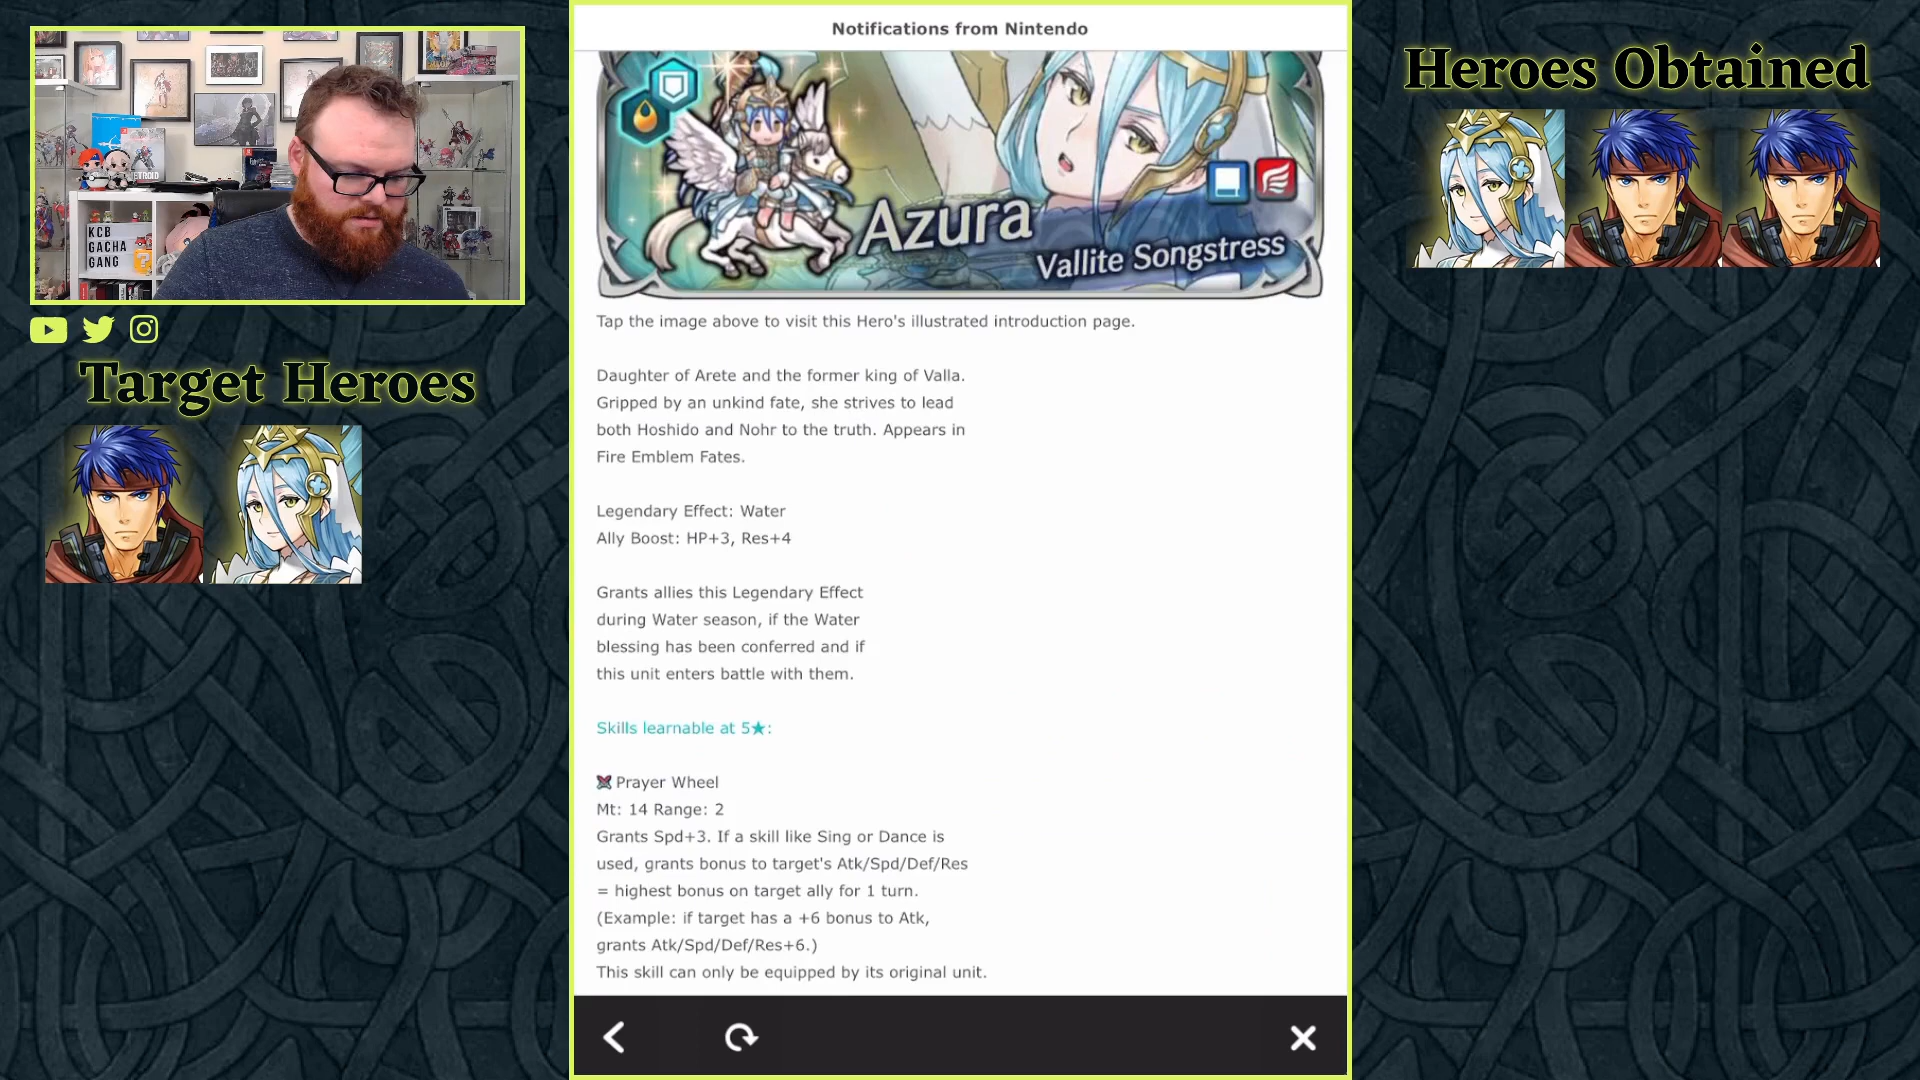 Notifications from Nintendo
KCB
GACHA
GANG
Target Heroes
Azura
Vallite Songstress
Tap the image above to visit this Hero's illustrated introduction page.
Daughter of Arete and the former king of Valla.
Gripped by an unkind fate, she strives to lead
both Hoshido and Nohr to the truth. Appears in
Fire Emblem Fates.
Legendary Effect: Water
Ally Boost: HP+3, Res+4
Grants allies this Legendary Effect
during Water season, if the Water
blessing has been conferred and if
this unit enters battle with them.
Skills learnable at 5★:
Prayer Wheel
Mt: 14 Range: 2
Grants Spd+3. If a skill like Sing or Dance is
used, grants bonus to target's Atk/Spd/Def/Res
= highest bonus on target ally for 1 turn.
(Example: if target has a +6 bonus to Atk,
grants Atk/Spd/Def/Res+6.)
This skill can only be equipped by its original unit.
Heroes Obtained